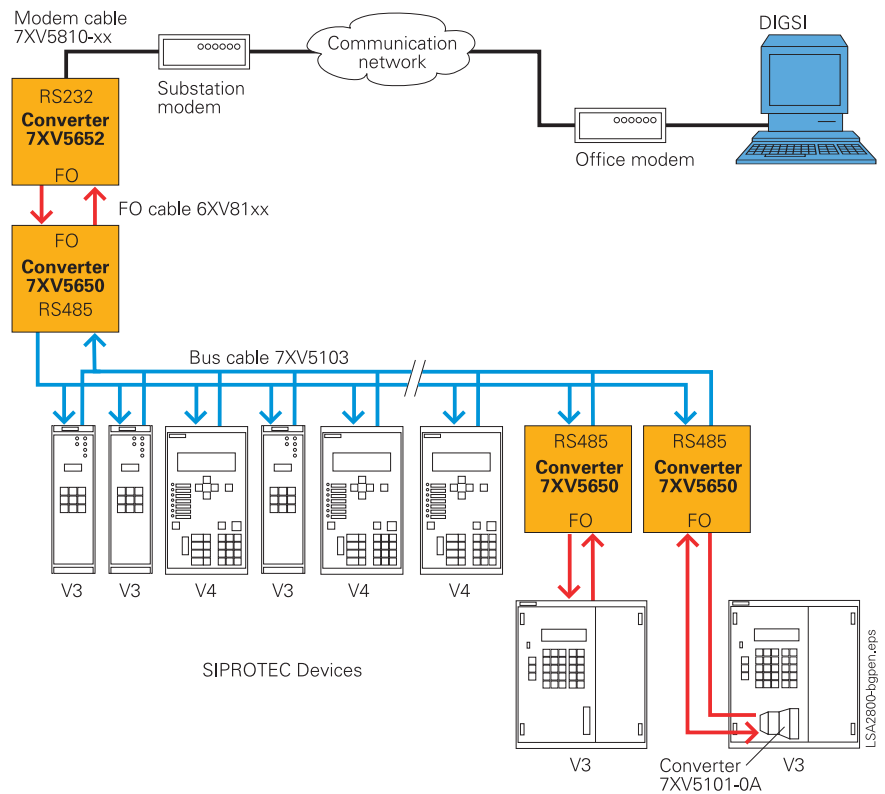 Modem cable
7XV5810-xx
Substation
modem
Communication
network
DIGSI
Office modem
RS232
Converter
7XV5652
FO
FO cable 6XV81xx
FO
Converter
7XV5650
RS485
Bus cable 7XV5103
V3
V3
V4
V3
V4
V4
RS485
Converter
7XV5650
FO
RS485
Converter
7XV5650
FO
SIPROTEC Devices
V3
V3
Converter
7XV5101-0A
LSA2800-bgpen.eps